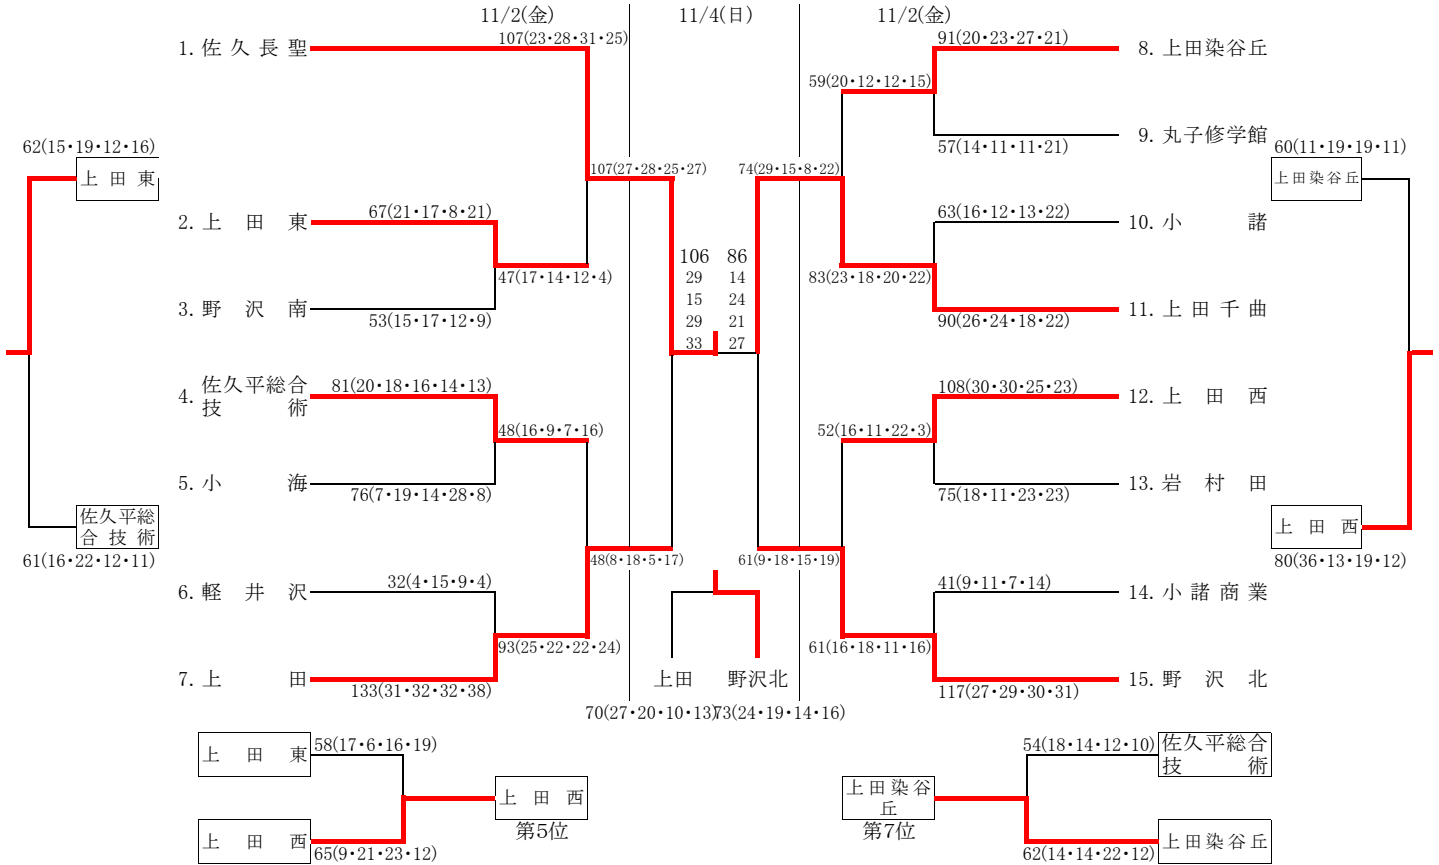 11/2(金) 11/4(日) 11/2(金)
107(23・28・31・25) 91(20・23・27・21)
1. 佐久長聖 8. 上田染谷丘
59(20・12・12・15)
9. 丸子修学館
62(15・19・12・16) 57(14・11・11・21) 60(11・19・19・11)
107(27・28・25・27) 74(29・15・8・22)
上田東 上田染谷丘
67(21・17・8・21) 63(16・12・13・22)
2. 上田東 10. 小諸
106 86
47(17・14・12・4) 29 14 83(23・18・20・22)
15 24
3. 野沢南 11. 上田千曲
53(15・17・12・9) 29 21 90(26・24・18・22)
33 27
佐久平総合 81(20・18・16・14・13) 108(30・30・25・23)
4. 12. 上田西
技術
48(16・9・7・16) 52(16・11・22・3)
5. 小海 13. 岩村田
76(7・19・14・28・8) 75(18・11・23・23)
佐久平総
上田西
合技術
61(16・22・12・11) 48(8・18・5・17) 61(9・18・15・19) 80(36・13・19・12)
32(4・15・9・4) 41(9・11・7・14)
6. 軽井沢 14. 小諸商業
93(25・22・22・24) 61(16・18・11・16)
7. 上田 上田 野沢北 15. 野沢北
133(31・32・32・38) 117(27・29・30・31)
70(27・20・10・13) 73(24・19・14・16)
58(17・6・16・19) 54(18・14・12・10) 佐久平総合
上田東
技術
上田染谷
上田西
丘
第5位 第7位
上田西 上田染谷丘
65(9・21・23・12) 62(14・14・22・12)